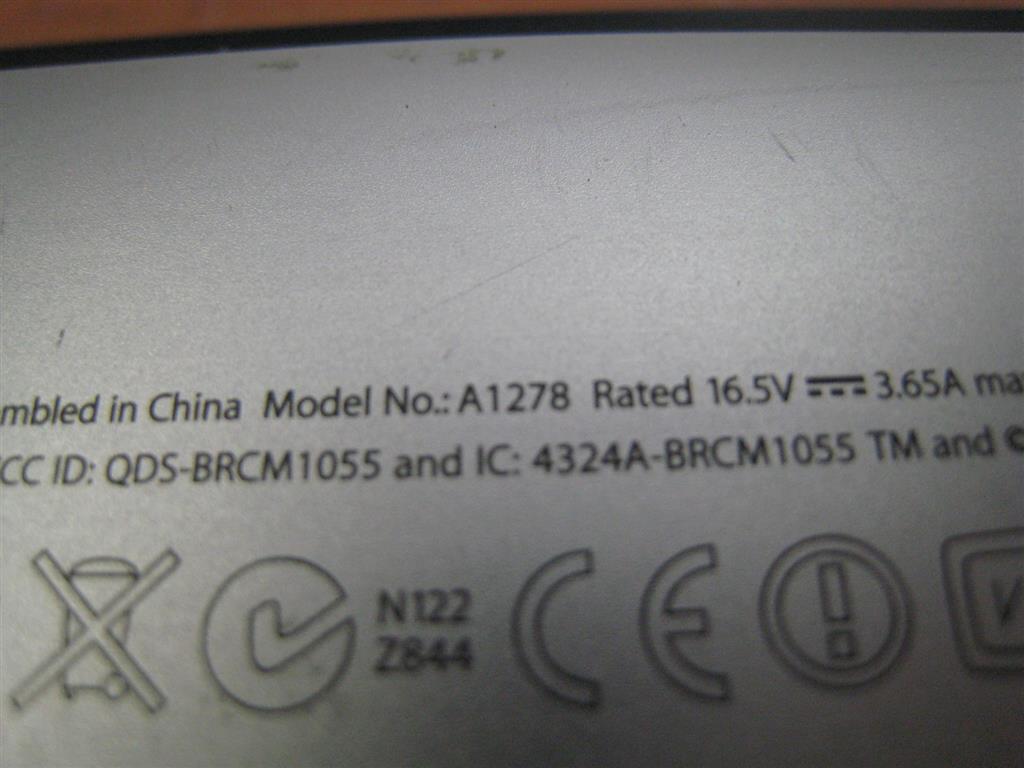 mbled in China Model No.: A1278 Rated 16.5V ⎓ 3.65A ma
CC ID: QDS-BRCM1055 and IC: 4324A-BRCM1055 TM and ©
N122
Z844
CE